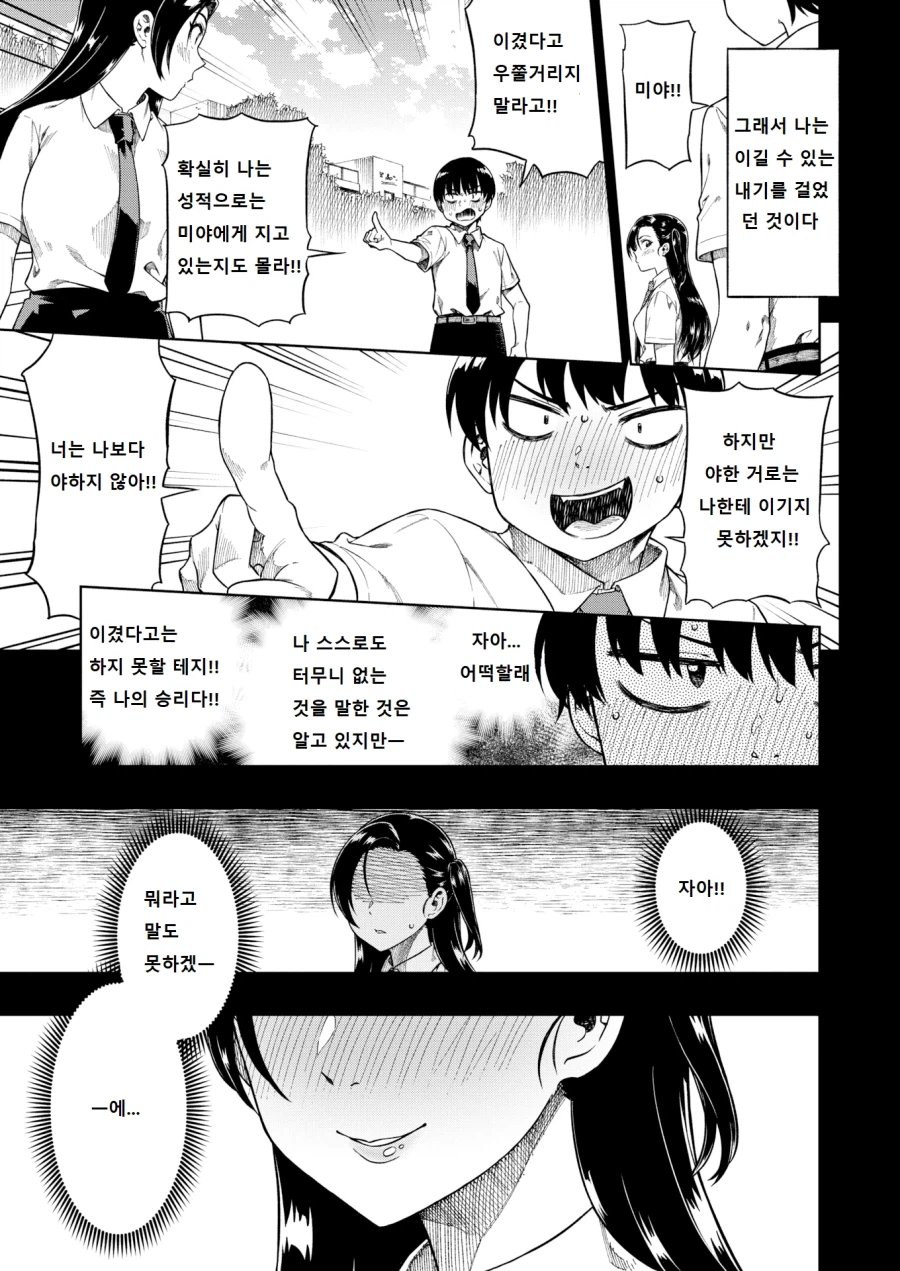 그래서 나는
이길 수 있는
내기를 걸었
던 것이다
미야!!
이겼다고
우쭐거리지
말라고!!
확실히 나는
성적으로는
미야에게 지고
있는지도 몰라!!
하지만
야한 거로는
나한테 이기지
못하겠지!!
너는 나보다
야하지 않아!!
자아...
어떡할래
나 스스로도
터무니 없는
것을 말한 것은
알고 있지만—
이겼다고는
하지 못할 테지!!
즉 나의 승리다!!
자아!!
뭐라고
말도
못하겠—
—에...